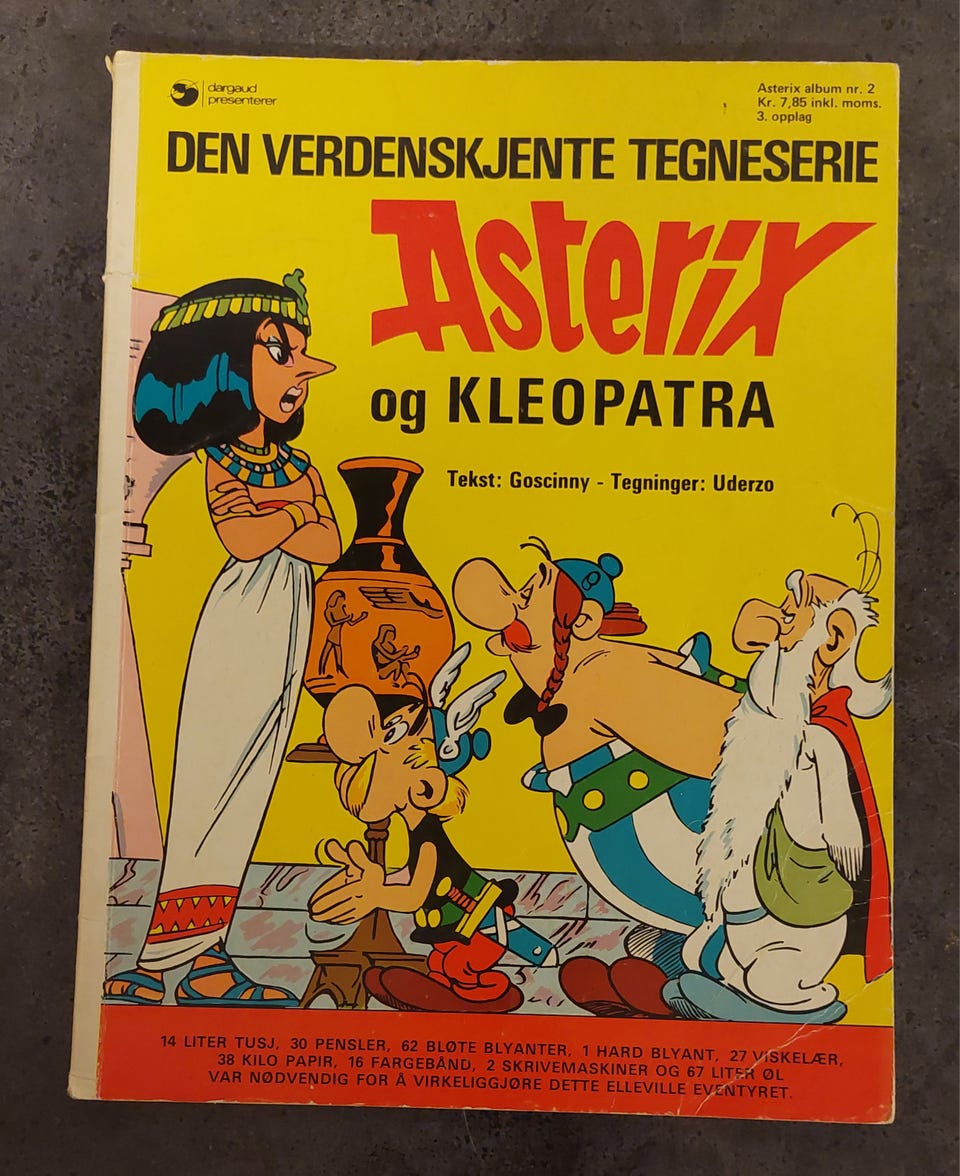 dargaud
presenterer
Asterix album nr. 2
Kr. 7,85 inkl. moms.
3. opplag
DEN VERDENSKJENTE TEGNESERIE
Asterix
og KLEOPATRA
Tekst: Goscinny - Tegninger: Uderzo
14 LITER TUSJ, 30 PENSLER, 62 BLØTE BLYANTER, 1 HARD BLYANT, 27 VISKELÆR,
38 KILO PAPIR, 16 FARGEBÅND, 2 SKRIVEMASKINER OG 67 LITER ØL
VAR NØDVENDIG FOR Å VIRKELIGGJØRE DETTE ELLEVILLE EVENTYRET.